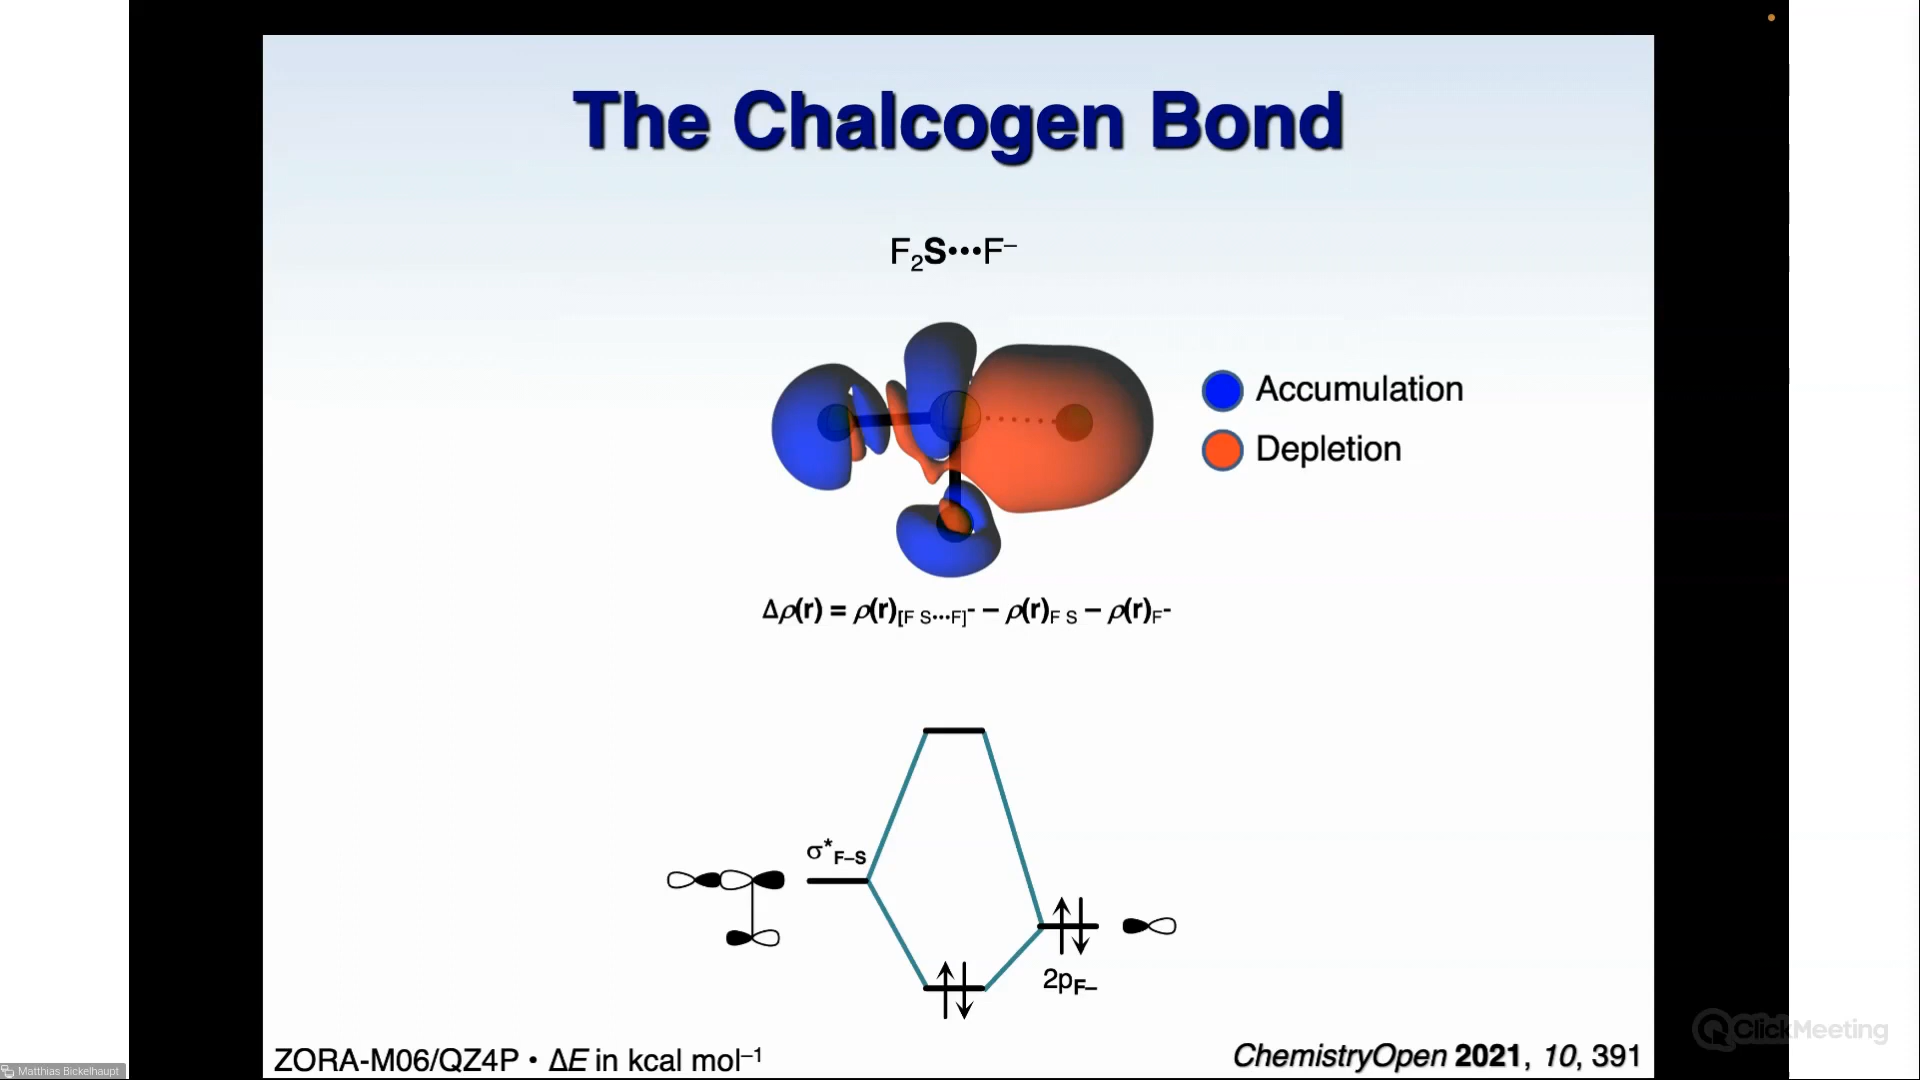 The Chalcogen Bond
F₂S•••F⁻
Accumulation
Depletion
Δρ(r) = ρ(r)[F S•••F]⁻ − ρ(r)F S − ρ(r)F⁻
σ*F–S
2pF–
ZORA-M06/QZ4P • ΔE in kcal mol⁻¹
ChemistryOpen 2021, 10, 391
ClickMeeting
Matthias Bickelhaupt